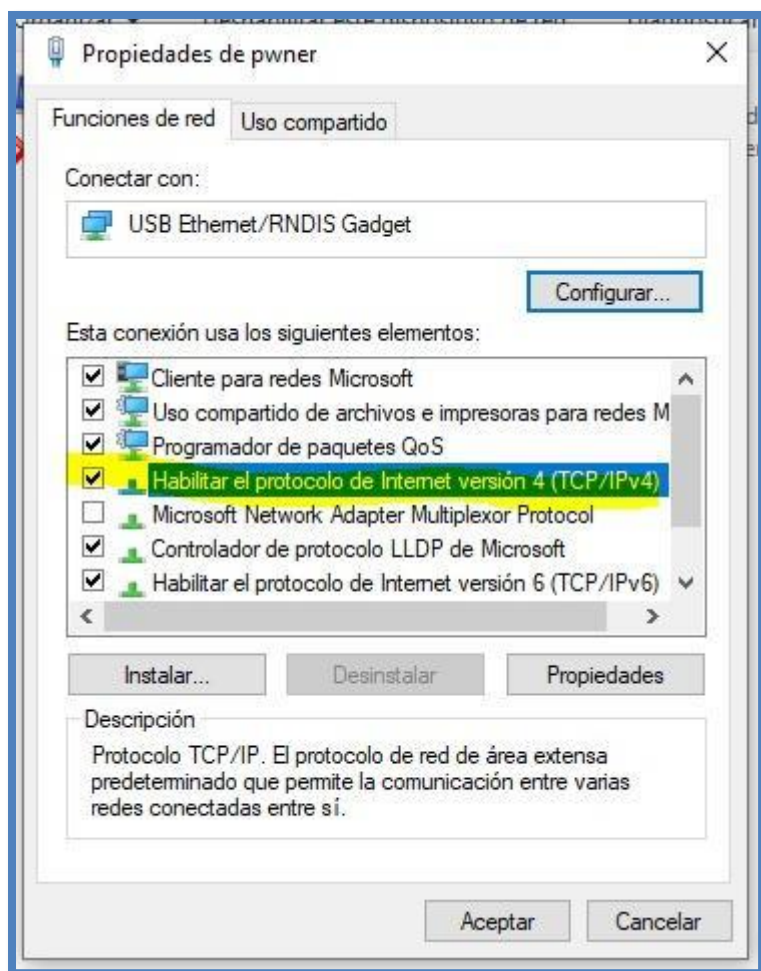 Propiedades de pwner
Funciones de red
Uso compartido
Conectar con:
USB Ethernet/RNDIS Gadget
Configurar...
Esta conexión usa los siguientes elementos:
Cliente para redes Microsoft
Uso compartido de archivos e impresoras para redes M
Programador de paquetes QoS
Habilitar el protocolo de Internet versión 4 (TCP/IPv4)
Microsoft Network Adapter Multiplexor Protocol
Controlador de protocolo LLDP de Microsoft
Habilitar el protocolo de Internet versión 6 (TCP/IPv6)
Instalar...
Desinstalar
Propiedades
Descripción
Protocolo TCP/IP. El protocolo de red de área extensa
predeterminado que permite la comunicación entre varias
redes conectadas entre sí.
Aceptar
Cancelar